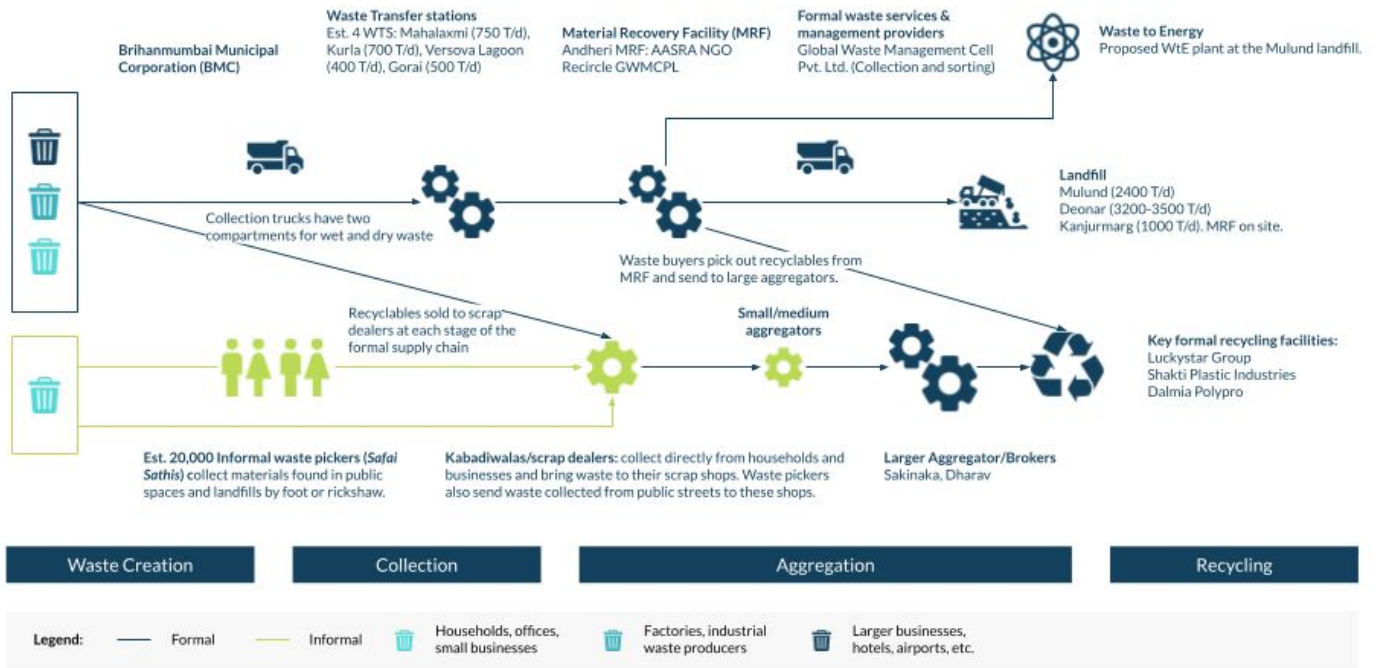 Brihanmumbai Municipal
Corporation (BMC)
Waste Transfer stations
Est. 4 WTS: Mahalaxmi (750 T/d),
Kurla (700 T/d), Versova Lagoon
(400 T/d), Gorai (500 T/d)
Material Recovery Facility (MRF)
Andheri MRF: AASRA NGO
Recircle GWMCPL
Formal waste services &
management providers
Global Waste Management Cell
Pvt. Ltd. (Collection and sorting)
Waste to Energy
Proposed WtE plant at the Mulund landfill.
Collection trucks have two
compartments for wet and dry waste
Landfill
Mulund (2400 T/d)
Deonar (3200-3500 T/d)
Kanjurmarg (1000 T/d). MRF on site.
Waste buyers pick out recyclables from
MRF and send to large aggregators.
Recyclables sold to scrap
dealers at each stage of the
formal supply chain
Small/medium
aggregators
Key formal recycling facilities:
Luckystar Group
Shakti Plastic Industries
Dalmia Polypro
Est. 20,000 Informal waste pickers (Safai
Sathis) collect materials found in public
spaces and landfills by foot or rickshaw.
Kabadiwalas/scrap dealers: collect directly from households and
businesses and bring waste to their scrap shops. Waste pickers
also send waste collected from public streets to these shops.
Larger Aggregator/Brokers
Sakinaka, Dharav
Waste Creation
Collection
Aggregation
Recycling
Legend:
Formal
Informal
Households, offices,
small businesses
Factories, industrial
waste producers
Larger businesses,
hotels, airports, etc.